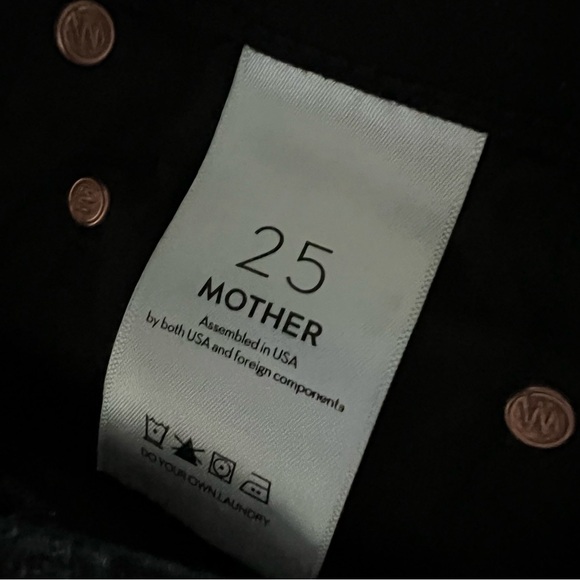 25
MOTHER
Assembled in USA
by both USA and foreign components
DO YOUR OWN LAUNDRY